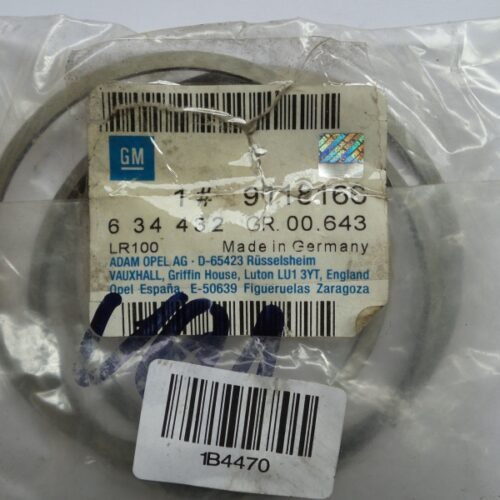 GM
1 # 9118166
6 34 432 GR. 00.643
LR100 Made in Germany
ADAM OPEL AG · D-65423 Rüsselsheim
VAUXHALL, Griffin House, Luton LU1 3YT, England
Opel España, E-50639 Figueruelas Zaragoza
1B4470